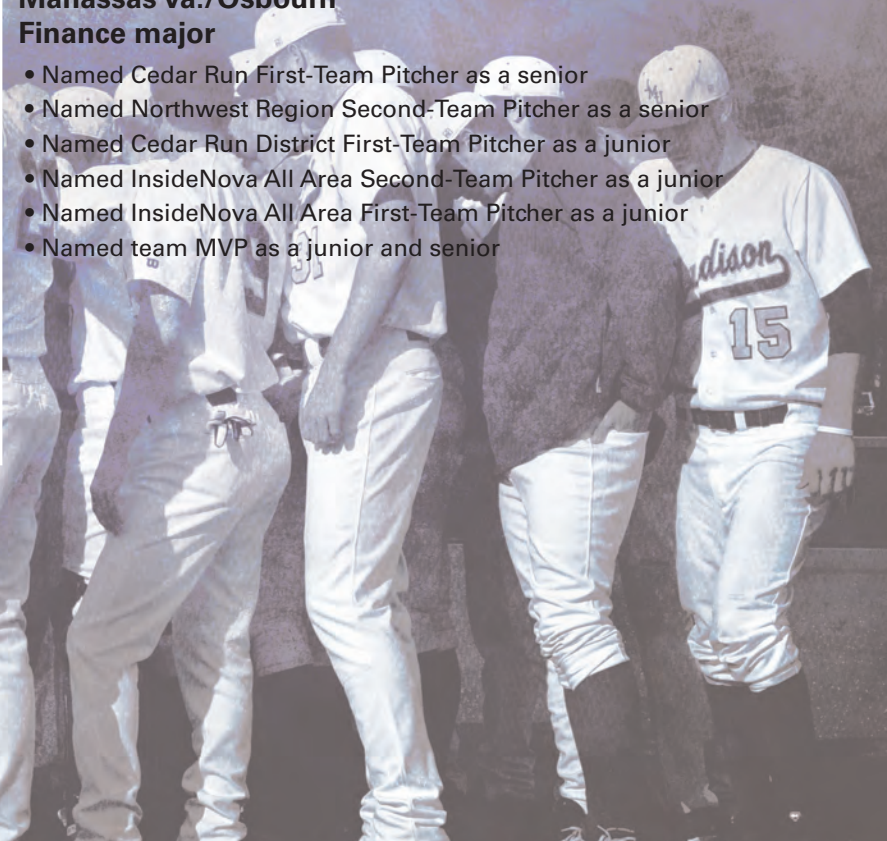 Manassas va./Osbourn
Finance major
• Named Cedar Run First-Team Pitcher as a senior
• Named Northwest Region Second-Team Pitcher as a senior
• Named Cedar Run District First-Team Pitcher as a junior
• Named InsideNova All Area Second-Team Pitcher as a junior
• Named InsideNova All Area First-Team Pitcher as a junior
• Named team MVP as a junior and senior
31
adison
15